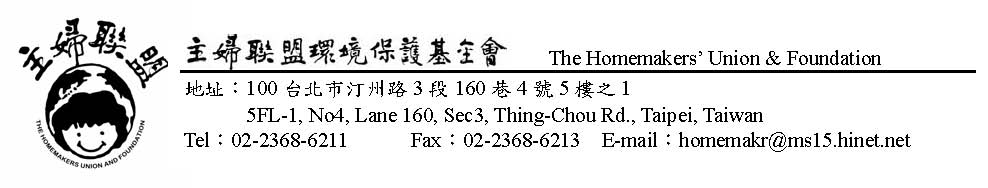 主婦聯盟
THE HOMEMAKERS UNION AND FOUNDATION
主婦聯盟環境保護基金會 The Homemakers’ Union & Foundation
地址：100 台北市汀州路 3 段 160 巷 4 號 5 樓之 1
5FL-1, No4, Lane 160, Sec3, Thing-Chou Rd., Taipei, Taiwan
Tel：02-2368-6211 Fax：02-2368-6213 E-mail：homemakr@ms15.hinet.net